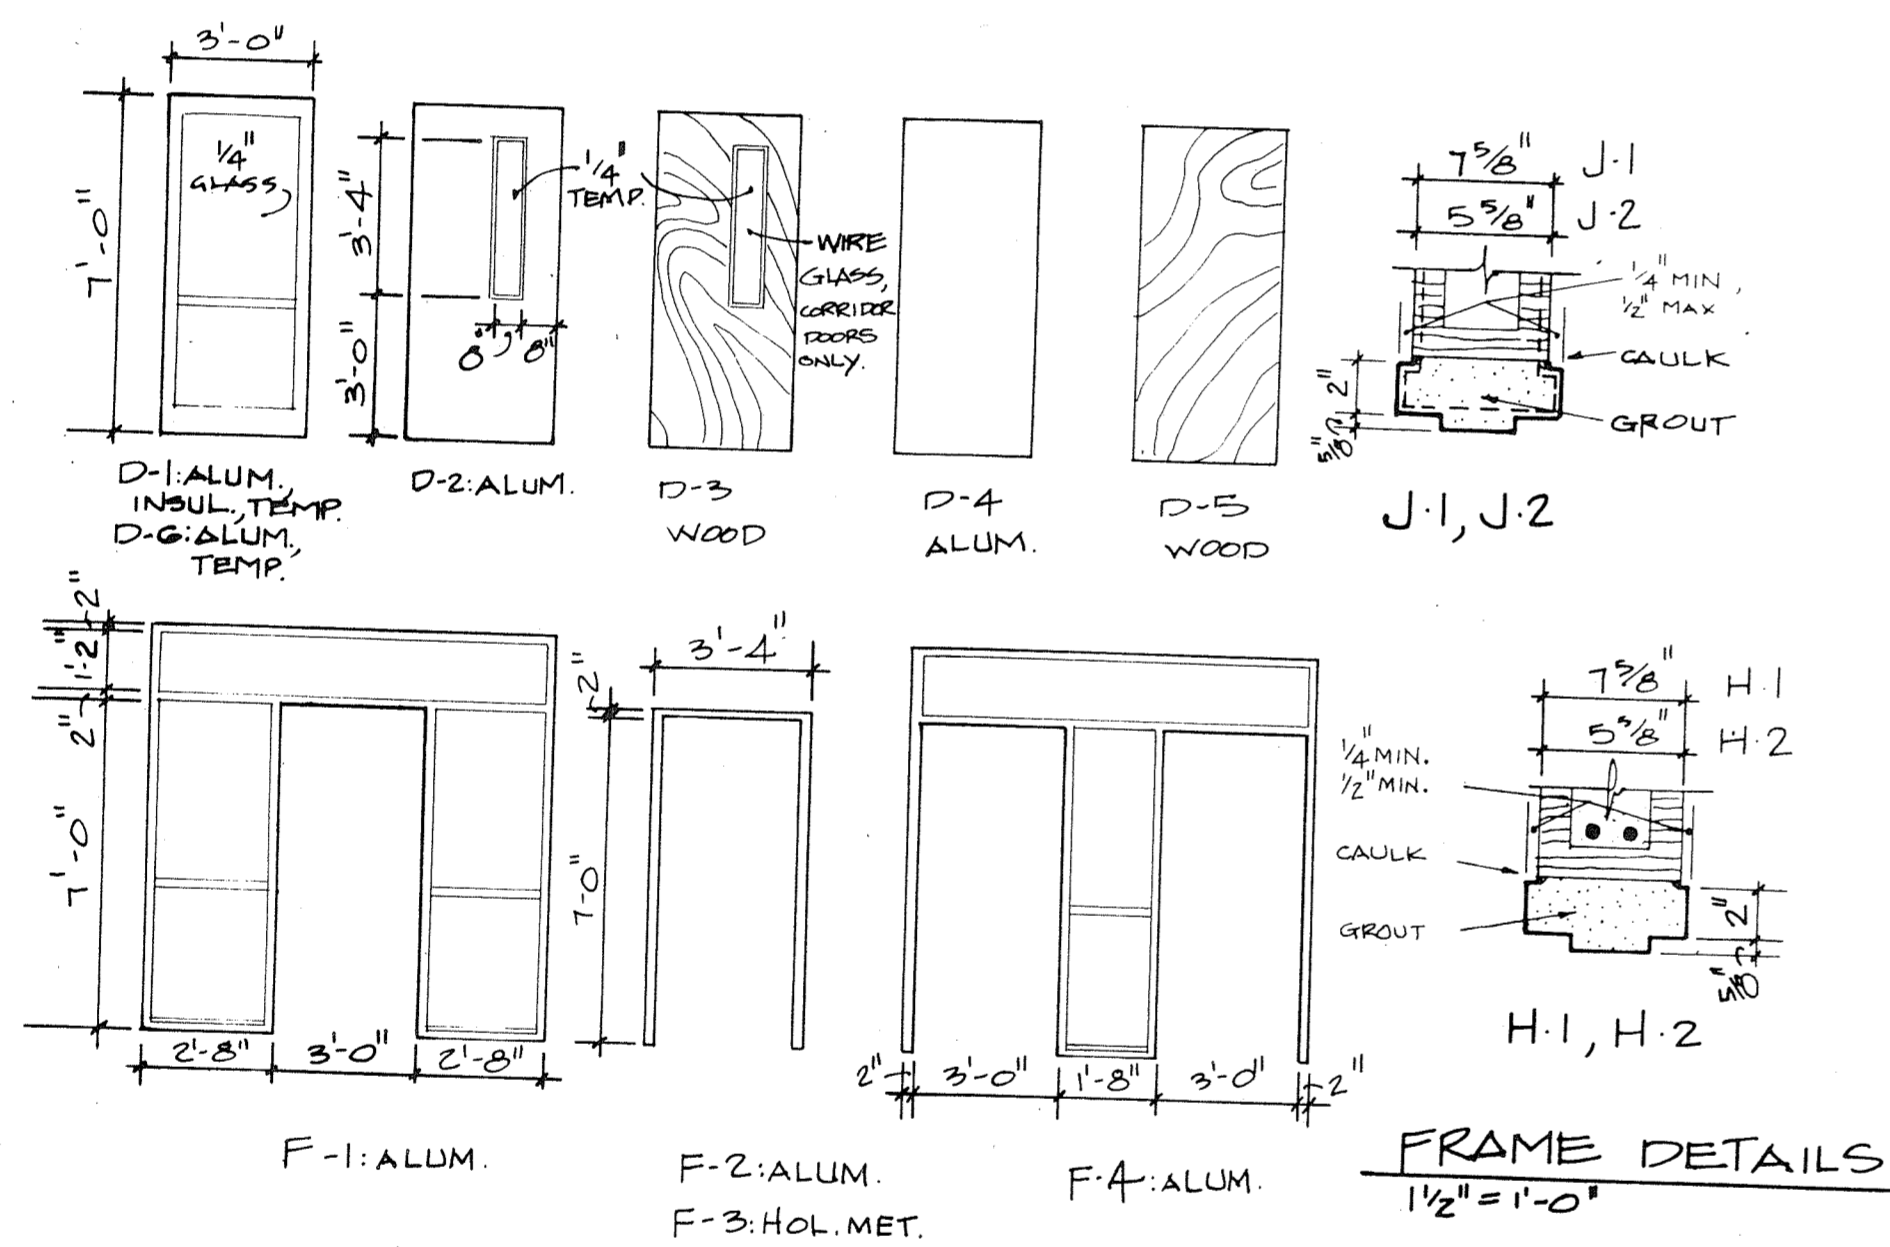 3'-0"
7'-0"
1/4"
GLASS
D-1:ALUM.,
INSUL., TEMP.
D-6:ALUM.,
TEMP.
3'-4"
3'-0"
8"
8"
D-2:ALUM.
1/4"
TEMP.
WIRE
GLASS,
CORRIDOR
DOORS
ONLY.
D-3
WOOD
D-4
ALUM.
D-5
WOOD
7 5/8" J.1
5 5/8" J.2
1/4" MIN,
1/2" MAX
CAULK
GROUT
2"
5/8"
J.1, J.2
2"
1'-2"
2"
7'-0"
2'-8" 3'-0" 2'-8"
F-1:ALUM.
3'-4"
2"
7-0"
F-2:ALUM.
F-3:HOL.MET.
2" 3'-0" 1'-8" 3'-0" 2"
F.4:ALUM.
7 5/8" H.1
5 5/8" H.2
1/4" MIN.
1/2" MIN.
CAULK
GROUT
2"
5/8"
H.1, H.2
FRAME DETAILS
1 1/2" = 1'-0"